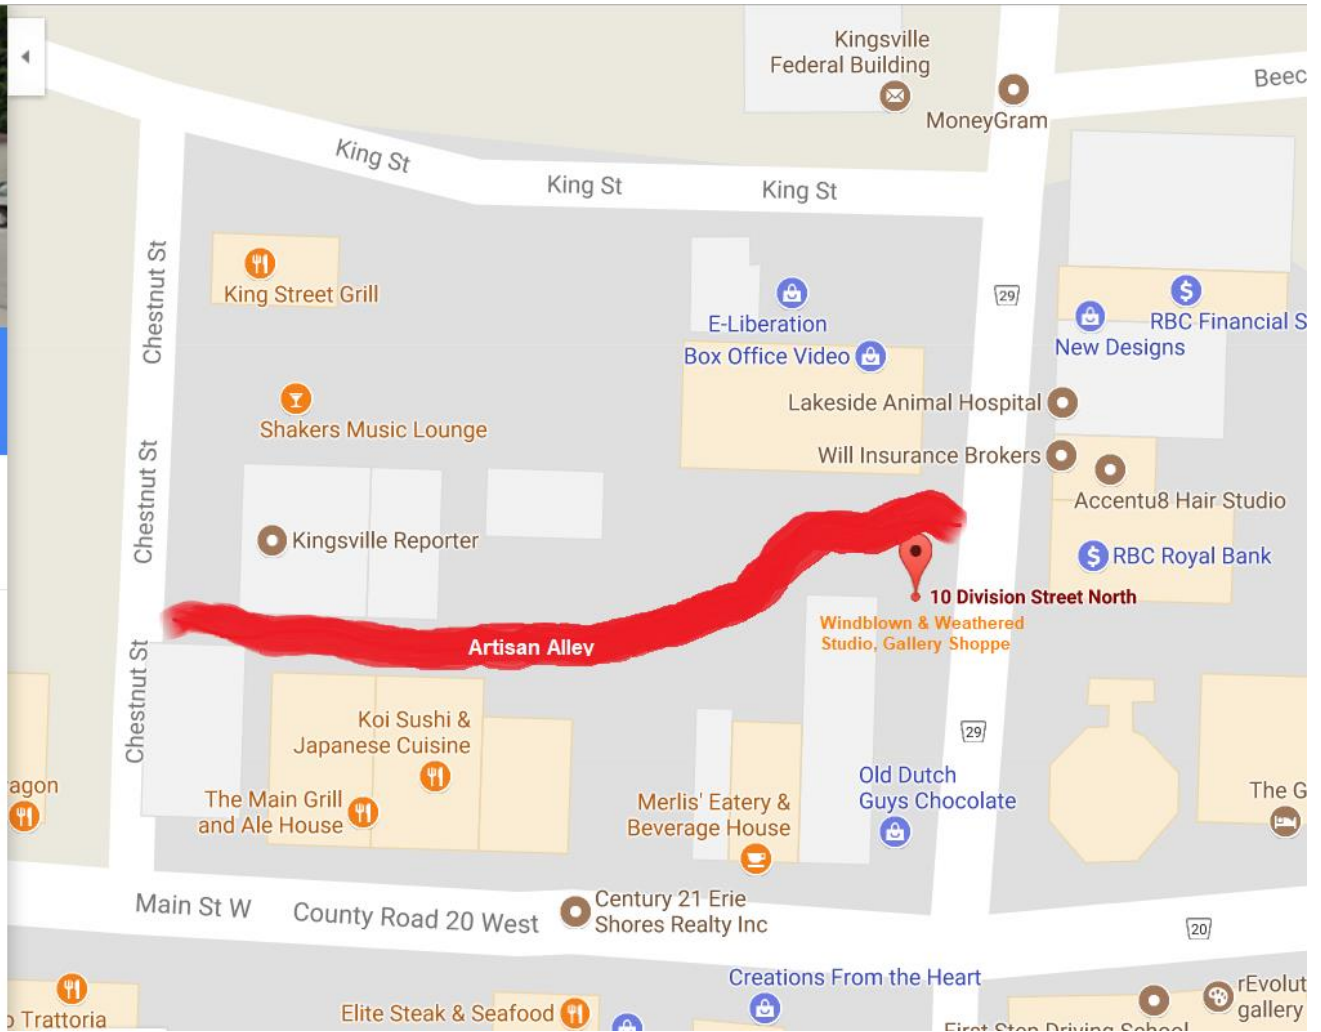 Kingsville
Federal Building
MoneyGram
Beec
King St
King St
King St
Chestnut St
King Street Grill
29
E-Liberation
RBC Financial S
New Designs
Box Office Video
Lakeside Animal Hospital
Shakers Music Lounge
Will Insurance Brokers
Chestnut St
Accentu8 Hair Studio
Kingsville Reporter
RBC Royal Bank
10 Division Street North
Windblown & Weathered
Studio, Gallery Shoppe
Artisan Alley
Chestnut St
Koi Sushi &
Japanese Cuisine
29
agon
The Main Grill
and Ale House
Merlis' Eatery &
Beverage House
Old Dutch
Guys Chocolate
The G
Main St W
County Road 20 West
Century 21 Erie
Shores Realty Inc
20
Creations From the Heart
o Trattoria
Elite Steak & Seafood
First Step Driving School
rEvolut
gallery